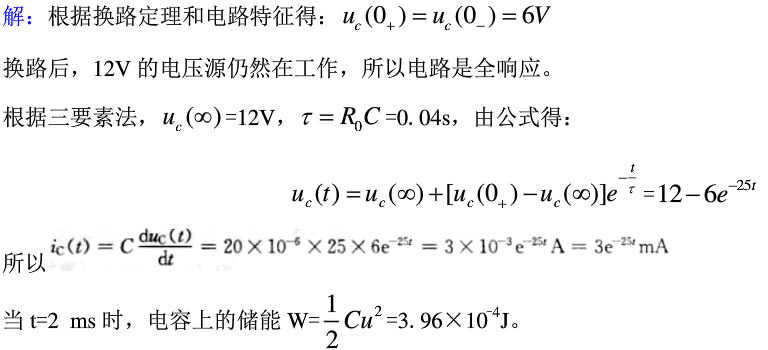 解：根据换路定理和电路特征得：u_c(0_+) = u_c(0_−) = 6V
换路后，12V 的电压源仍然在工作，所以电路是全响应。
根据三要素法，u_c(∞)=12V，τ = R_0C =0.04s，由公式得：
u_c(t) = u_c(∞) + [u_c(0_+) − u_c(∞)]e^{−t/τ} = 12 − 6e^{−25t}
所以 i_C(t) = C du_C(t)/dt = 20 × 10^{−6} × 25 × 6e^{−25t} = 3 × 10^{−3} e^{−25t} A = 3e^{−25t} mA
当 t=2 ms 时，电容上的储能 W= 1/2 Cu^2 =3.96×10^{-4}J。